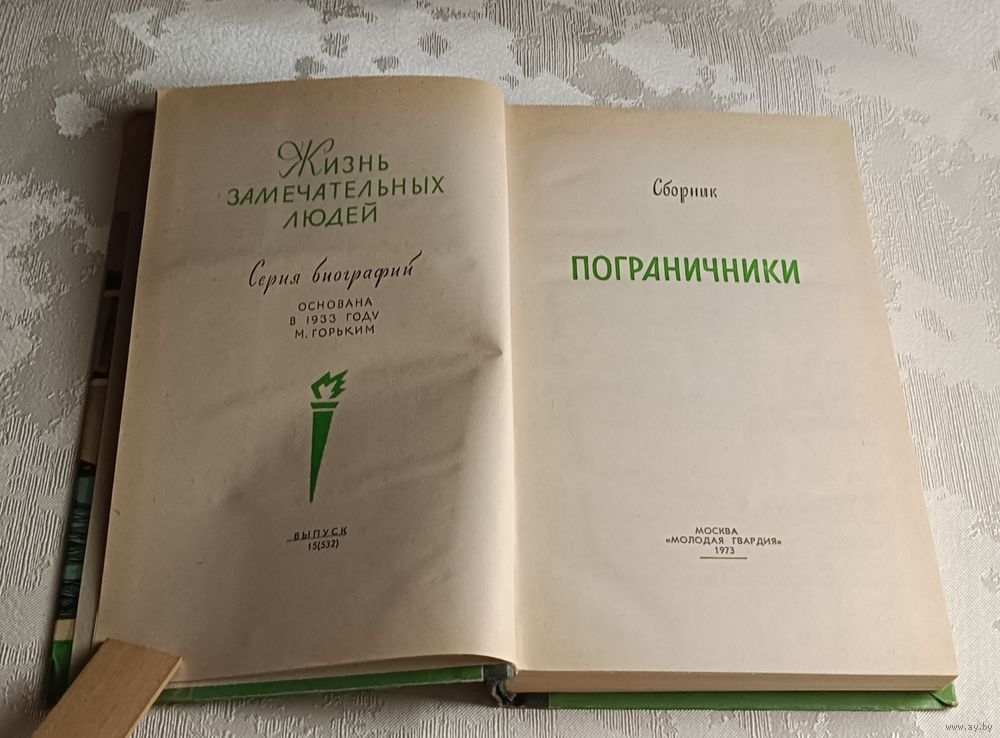 Жизнь
ЗАМЕЧАТЕЛЬНЫХ
ЛЮДЕЙ
Серия биографий
ОСНОВАНА
В 1933 ГОДУ
М. ГОРЬКИМ
ВЫПУСК
15(532)
Сборник
ПОГРАНИЧНИКИ
МОСКВА
«МОЛОДАЯ ГВАРДИЯ»
1973
www.ay.by